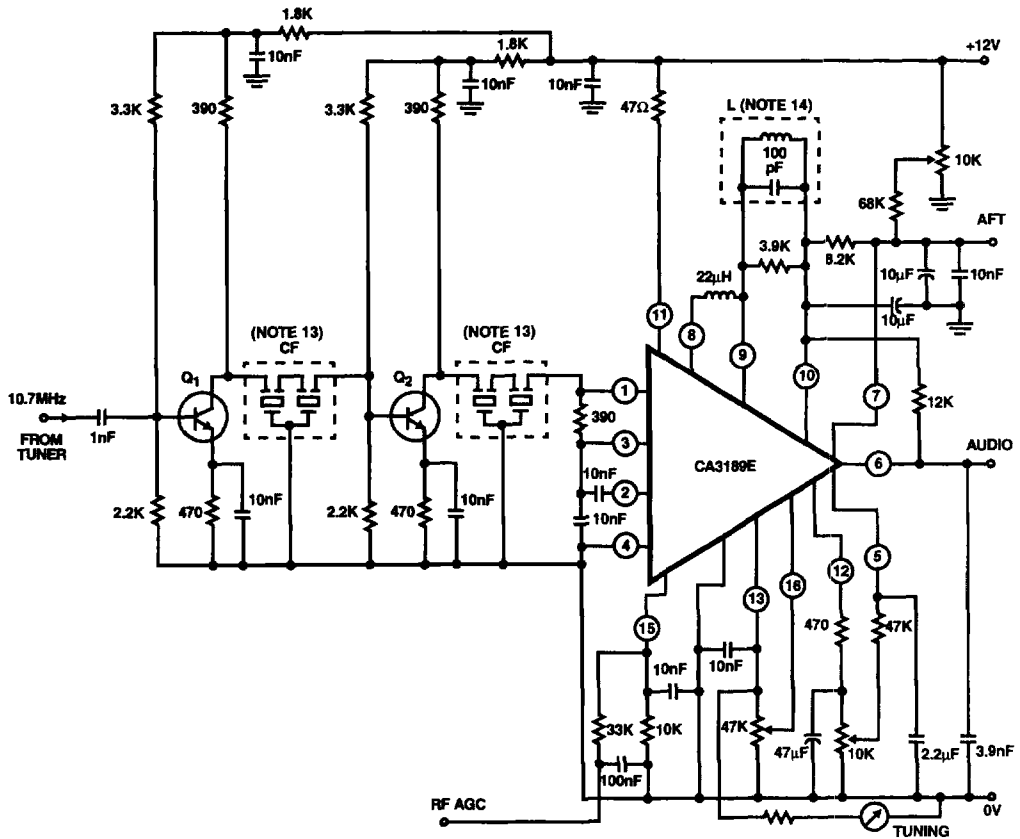 1.8K
10nF
1.8K
10nF
10nF
+12V
3.3K
390
3.3K
390
47Ω
L (NOTE 14)
100
pF
10K
68K
AFT
3.9K
8.2K
22μH
10μF
10nF
10μF
(NOTE 13)
CF
(NOTE 13)
CF
11
8
9
10
7
Q1
Q2
10.7MHz
FROM
TUNER
1nF
1
390
3
12K
CA3189E
6
AUDIO
10nF
2
10nF
4
2.2K
470
10nF
2.2K
470
10nF
15
13
16
12
5
10nF
10nF
470
47K
33K
10K
47K
47μF
10K
2.2μF
3.9nF
100nF
RF AGC
0V
TUNING